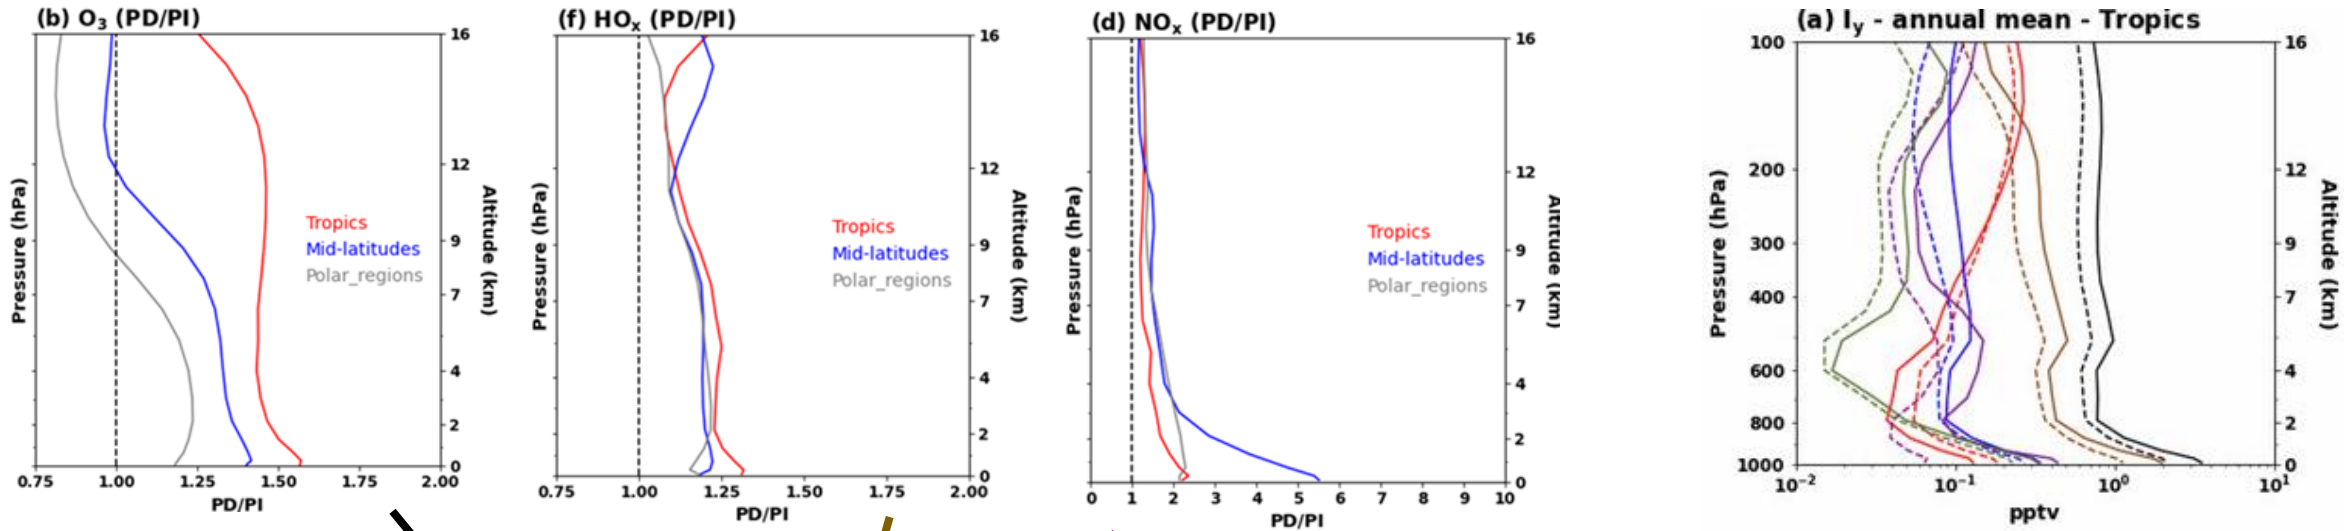 (b) O₃ (PD/PI)
16
12
9
7
4
2
0
Pressure (hPa)
Altitude (km)
Tropics
Mid-latitudes
Polar_regions
0.75 1.00 1.25 1.50 1.75 2.00
PD/PI
(f) HOₓ (PD/PI)
16
12
9
7
4
2
0
Pressure (hPa)
Altitude (km)
Tropics
Mid-latitudes
Polar_regions
0.75 1.00 1.25 1.50 1.75 2.00
PD/PI
(d) NOₓ (PD/PI)
16
12
9
7
4
2
0
Pressure (hPa)
Altitude (km)
Tropics
Mid-latitudes
Polar_regions
0 1 2 3 4 5 6 7 8 9 10
PD/PI
(a) Iᵧ - annual mean - Tropics
100
200
300
400
600
800
1000
16
12
9
7
4
2
0
Pressure (hPa)
Altitude (km)
10⁻² 10⁻¹ 10⁰ 10¹
pptv